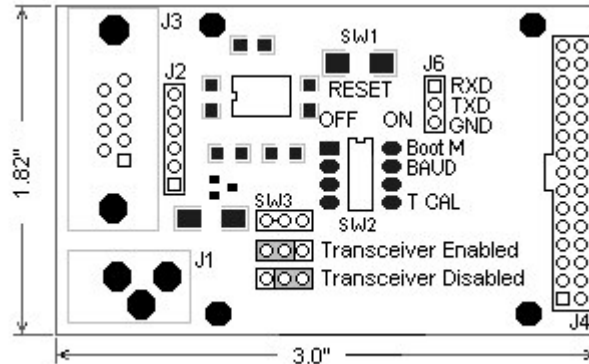 J3
SW1
J2
J6
RESET
RXD
TXD
GND
OFF ON
Boot M
BAUD
T CAL
SW3
SW2
Transceiver Enabled
Transceiver Disabled
J1
J4
1.82"
3.0"